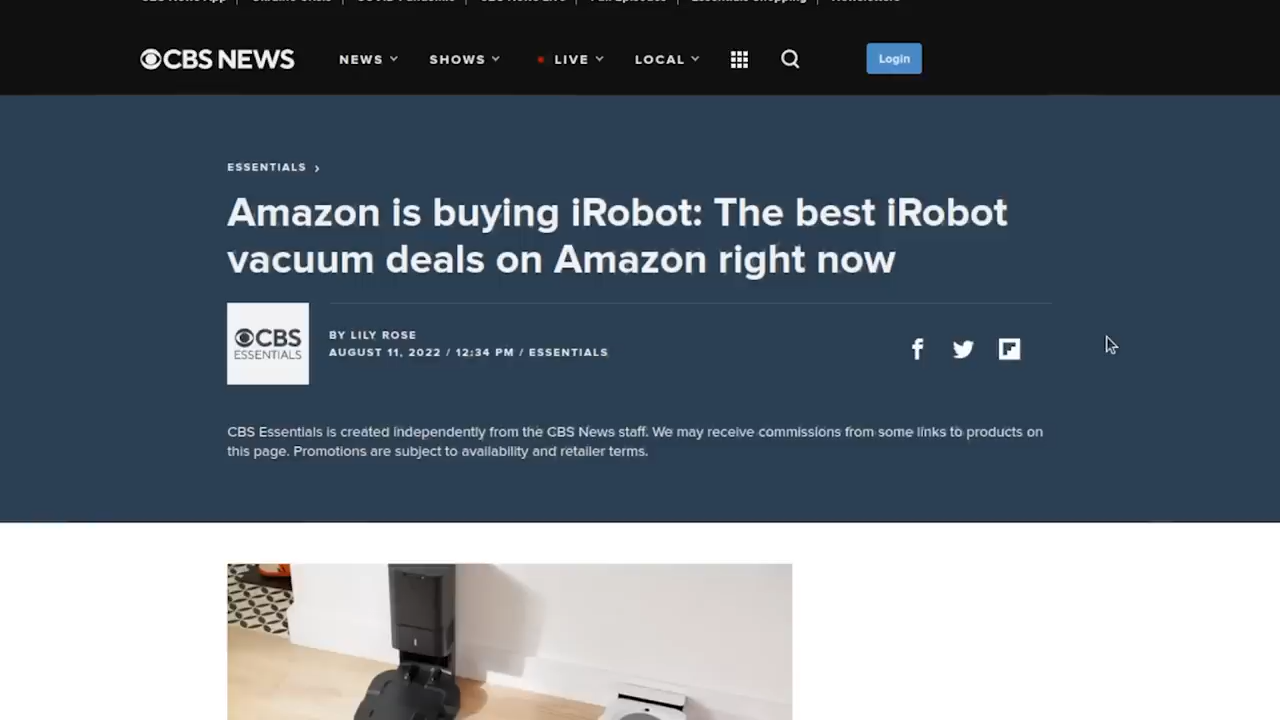 CBS NEWS
NEWS
SHOWS
LIVE
LOCAL
Login
ESSENTIALS
Amazon is buying iRobot: The best iRobot
vacuum deals on Amazon right now
CBS
ESSENTIALS
BY LILY ROSE
AUGUST 11, 2022 / 12:34 PM / ESSENTIALS
CBS Essentials is created independently from the CBS News staff. We may receive commissions from some links to products on
this page. Promotions are subject to availability and retailer terms.